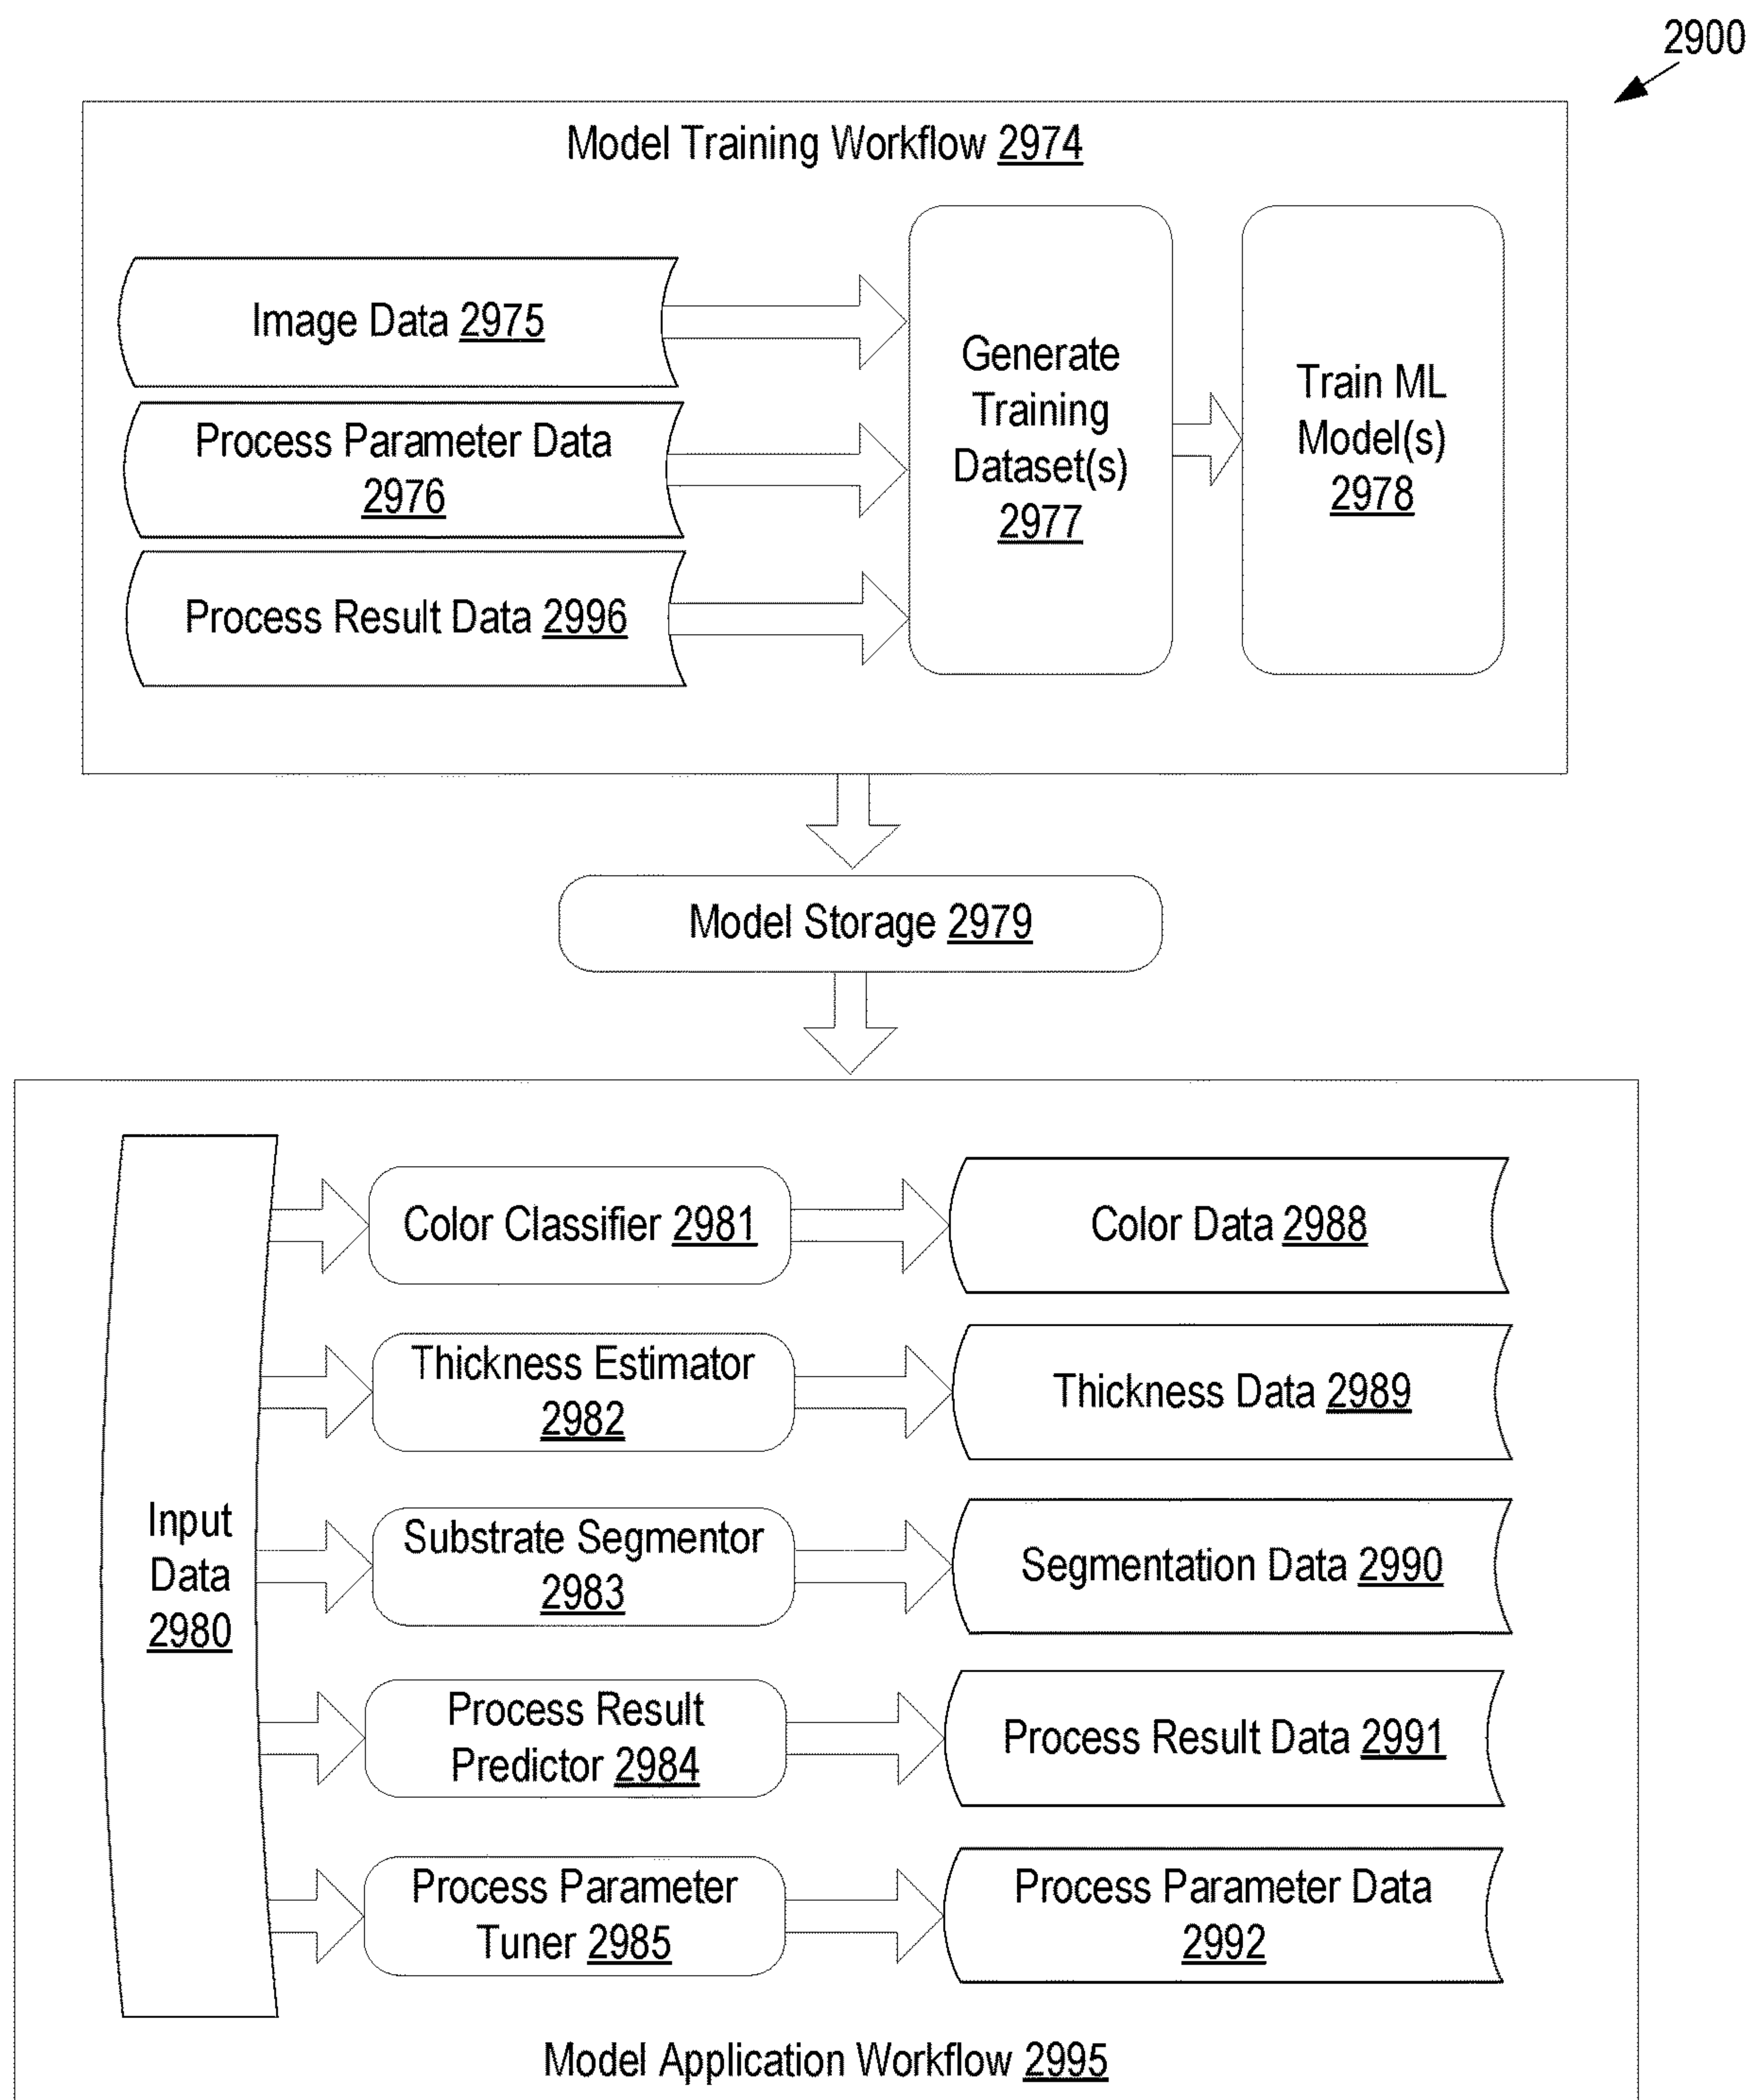 2900
Model Training Workflow 2974
Image Data 2975
Process Parameter Data
2976
Process Result Data 2996
Generate
Training
Dataset(s)
2977
Train ML
Model(s)
2978
Model Storage 2979
Input
Data
2980
Color Classifier 2981
Color Data 2988
Thickness Estimator
2982
Thickness Data 2989
Substrate Segmentor
2983
Segmentation Data 2990
Process Result
Predictor 2984
Process Result Data 2991
Process Parameter
Tuner 2985
Process Parameter Data
2992
Model Application Workflow 2995